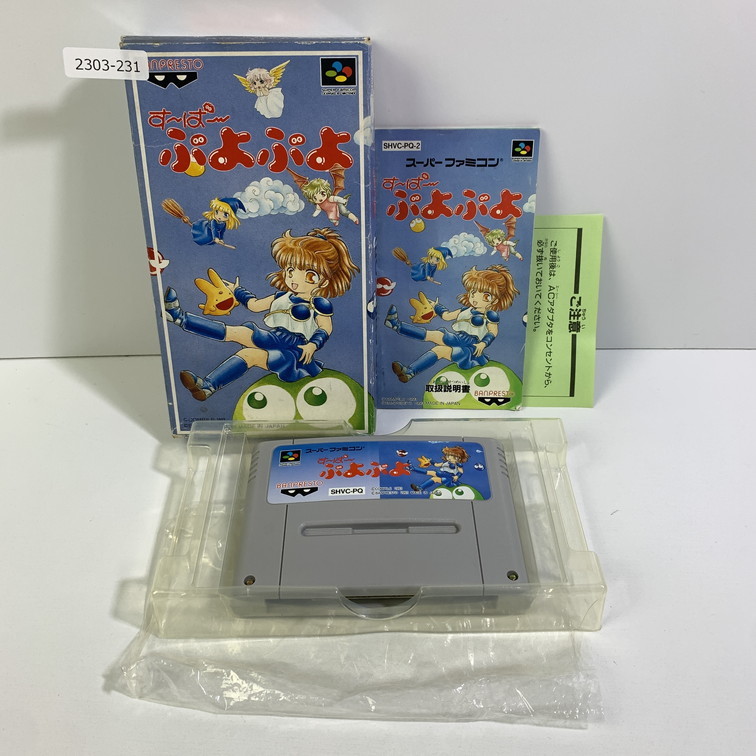 2303-231
BANPRESTO
す〜ぱ〜
ぷよぷよ
SHVC-PQ-2
スーパーファミコン
す〜ぱ〜
ぷよぷよ
取扱説明書
BANPRESTO
ご注意
ご使用後は、ACアダプタをコンセントから、
必ず抜いておいてください。
スーパーファミコン
す〜ぱ〜
ぷよぷよ
BANPRESTO
SHVC-PQ